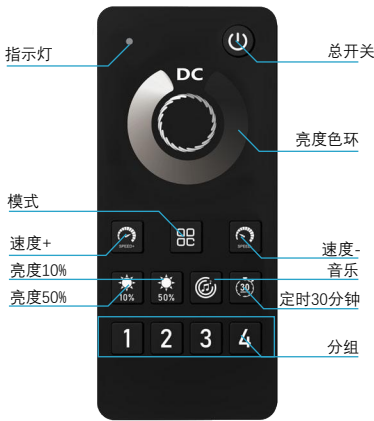 指示灯
总开关
DC
亮度色环
模式
SPEED+
速度+
速度-
亮度10%
音乐
10%
50%
30
亮度50%
定时30分钟
1 2 3 4
分组